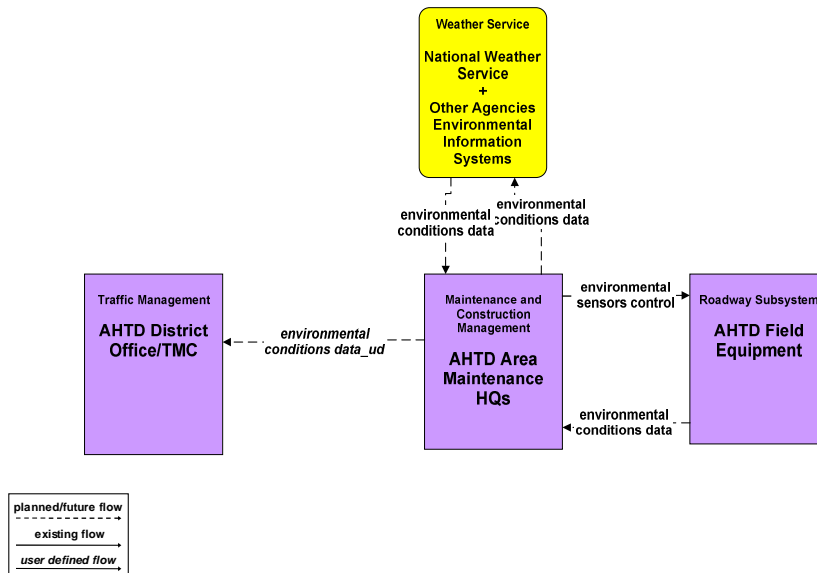 Weather Service
National Weather
Service
+
Other Agencies
Environmental
Information
Systems
environmental
conditions data
environmental
conditions data
Traffic Management
AHTD District
Office/TMC
environmental
conditions data_ud
Maintenance and
Construction
Management
AHTD Area
Maintenance
HQs
environmental
sensors control
Roadway Subsystem
AHTD Field
Equipment
environmental
conditions data
planned/future flow
existing flow
user defined flow